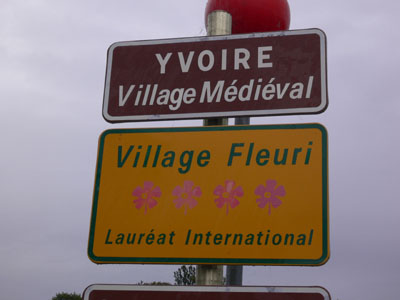 YVOIRE
Village Médiéval
Village Fleuri
Lauréat International